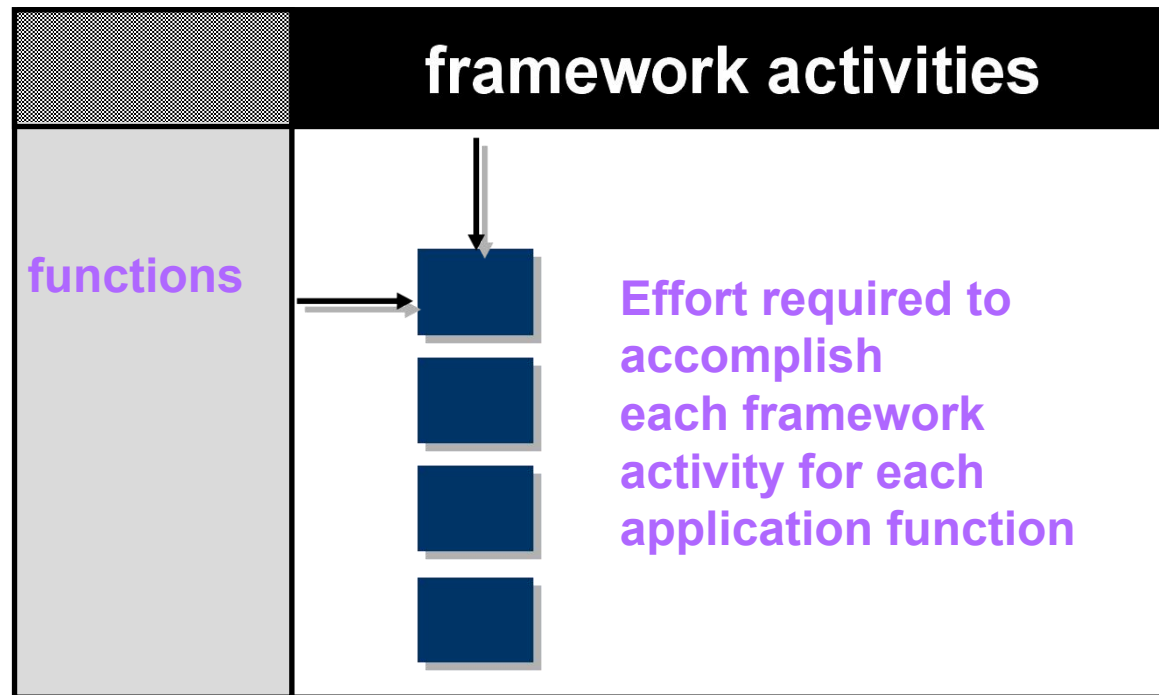 framework activities
functions
Effort required to
accomplish
each framework
activity for each
application function